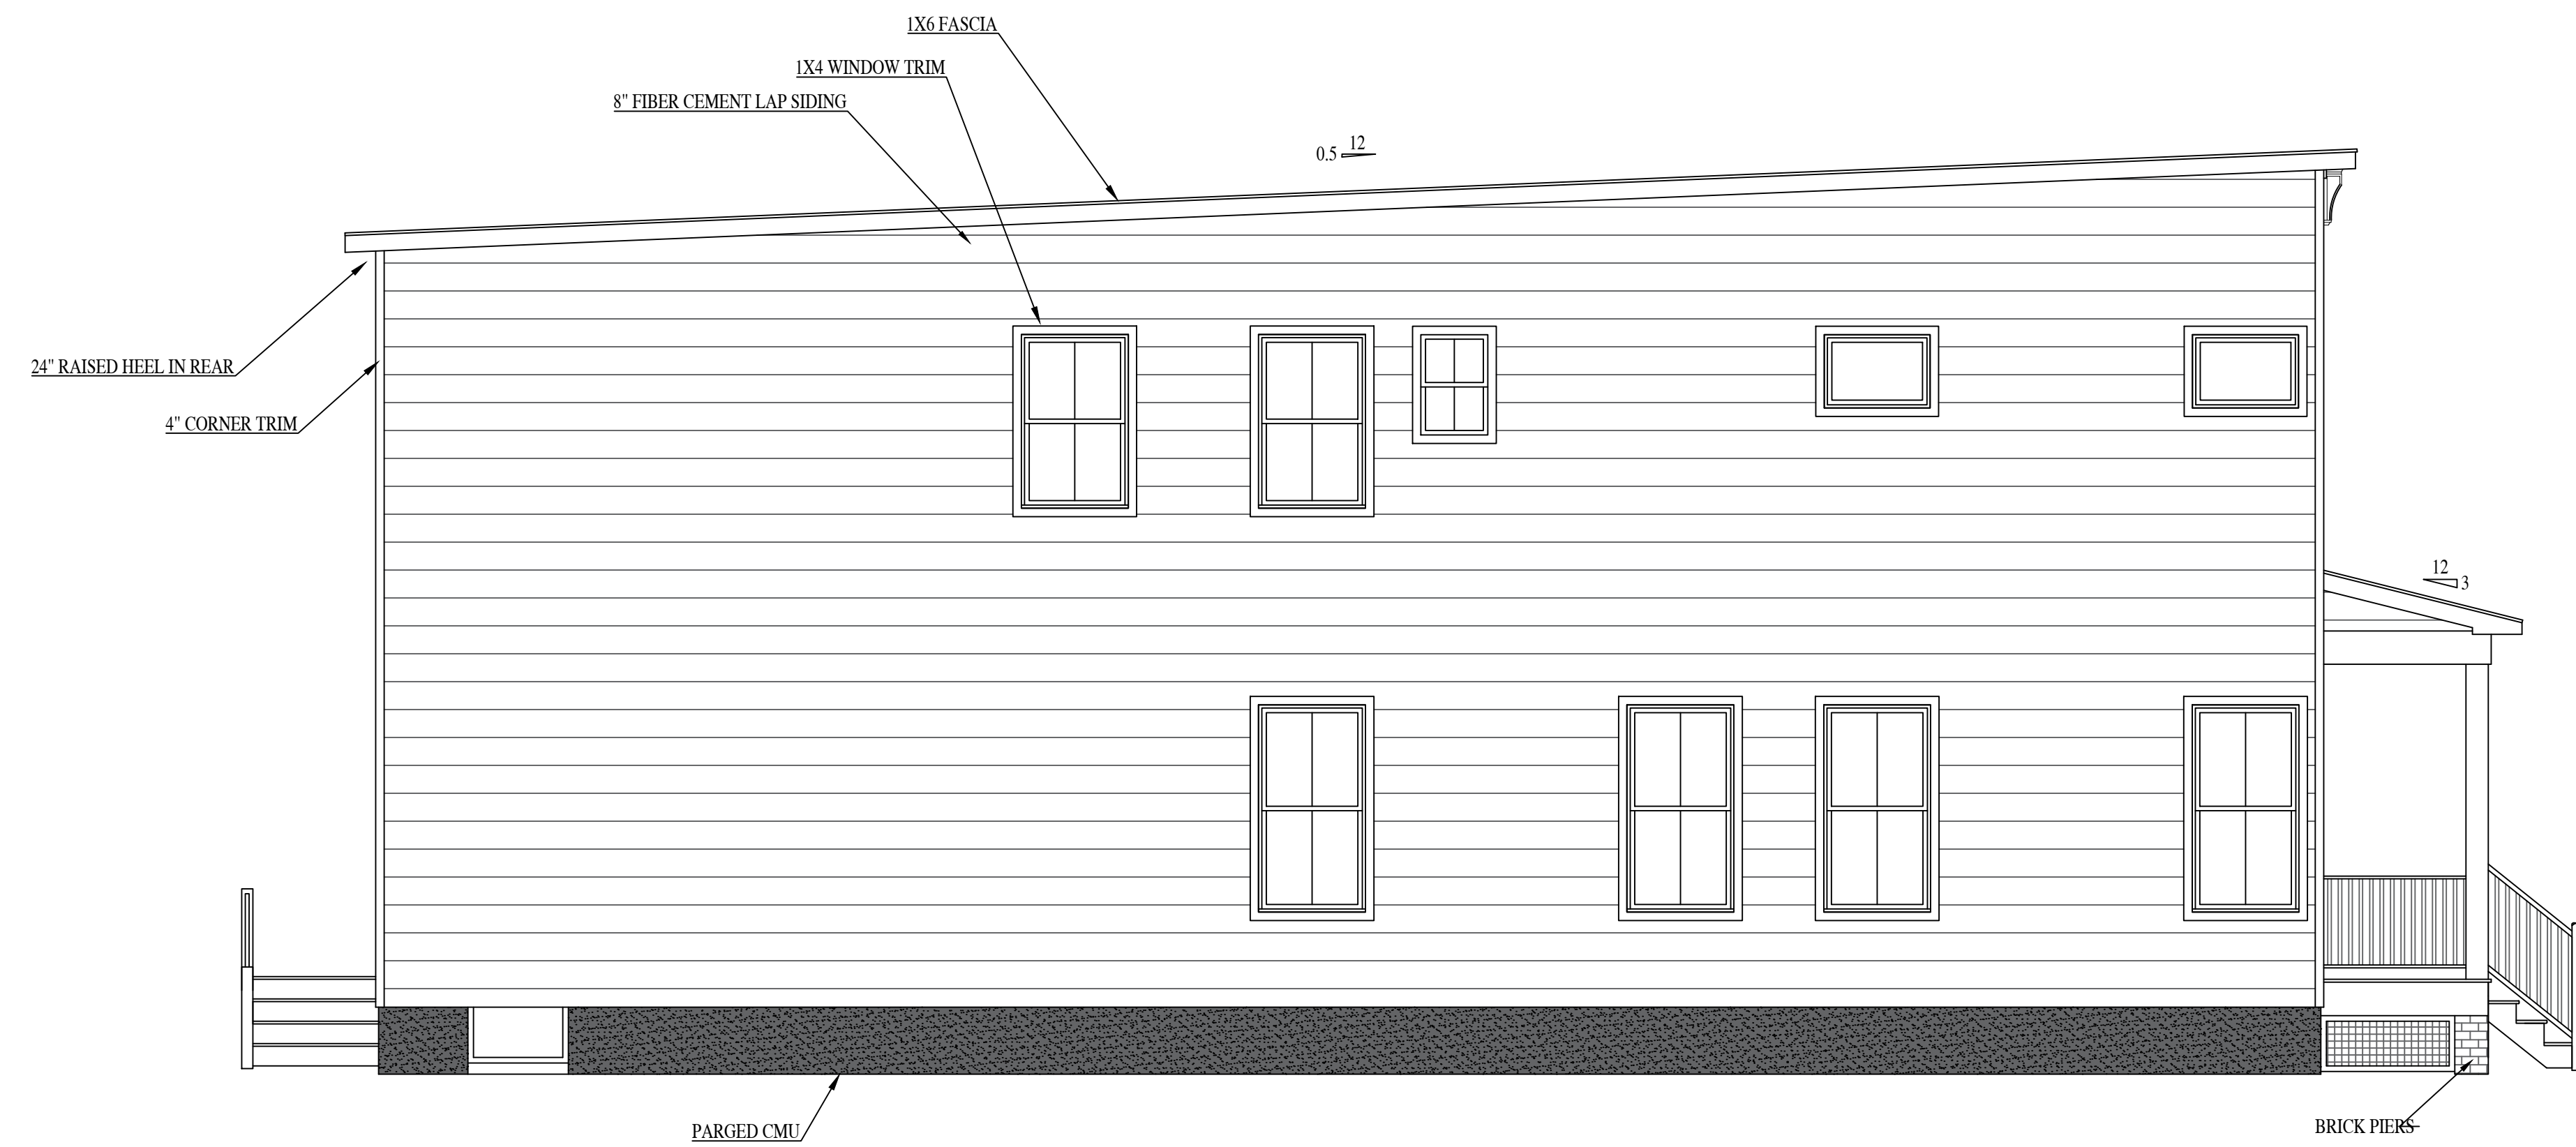 1X6 FASCIA
1X4 WINDOW TRIM
8" FIBER CEMENT LAP SIDING
12
0.5
24" RAISED HEEL IN REAR
4" CORNER TRIM
12
3
PARGED CMU
BRICK PIERS